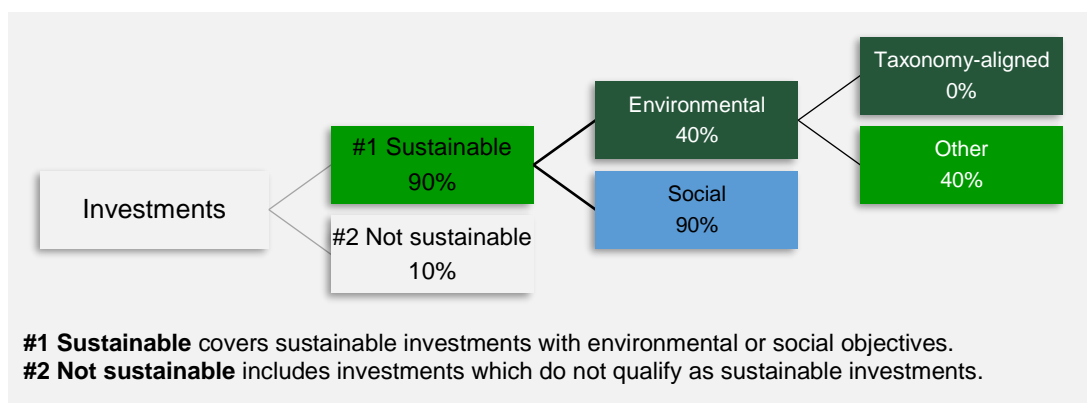 Investments
#1 Sustainable
90%
#2 Not sustainable
10%
Environmental
40%
Social
90%
Taxonomy-aligned
0%
Other
40%
#1 Sustainable covers sustainable investments with environmental or social objectives.
#2 Not sustainable includes investments which do not qualify as sustainable investments.